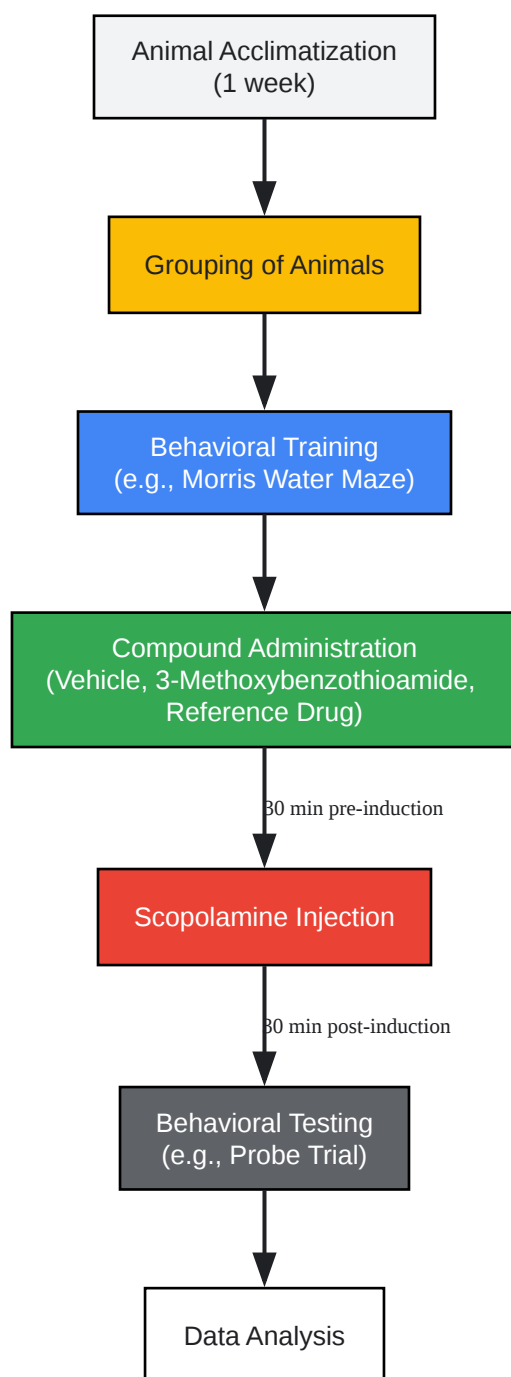 Animal Acclimatization
(1 week)
Grouping of Animals
Behavioral Training
(e.g., Morris Water Maze)
Compound Administration
(Vehicle, 3-Methoxybenzothioamide,
Reference Drug)
30 min pre-induction
Scopolamine Injection
30 min post-induction
Behavioral Testing
(e.g., Probe Trial)
Data Analysis